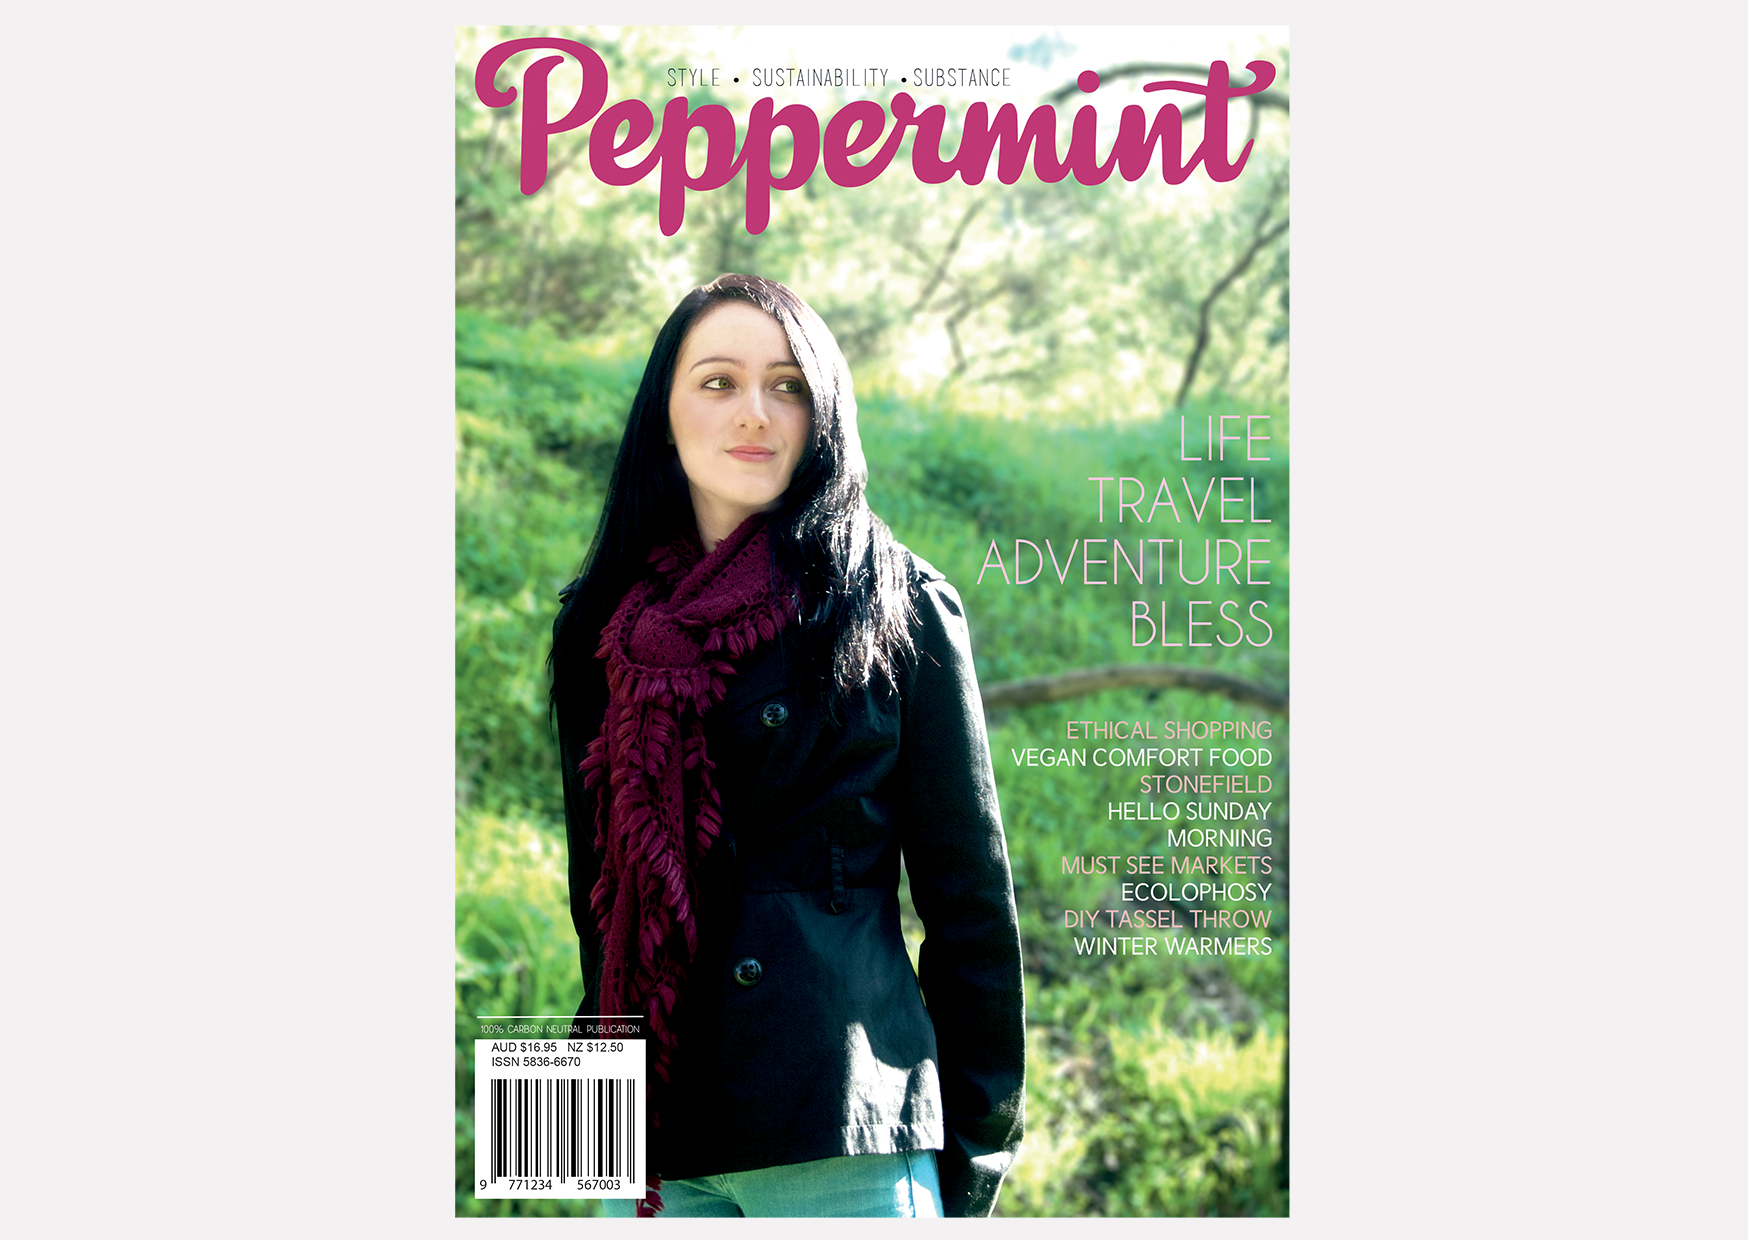 STYLE • SUSTAINABILITY • SUBSTANCE
Peppermint
LIFE
TRAVEL
ADVENTURE
BLESS
ETHICAL SHOPPING
VEGAN COMFORT FOOD
STONEFIELD
HELLO SUNDAY
MORNING
MUST SEE MARKETS
ECOLOPHOSY
DIY TASSEL THROW
WINTER WARMERS
100% CARBON NEUTRAL PUBLICATION
AUD $16.95 NZ $12.50
ISSN 5836-6670
9 771234 567003